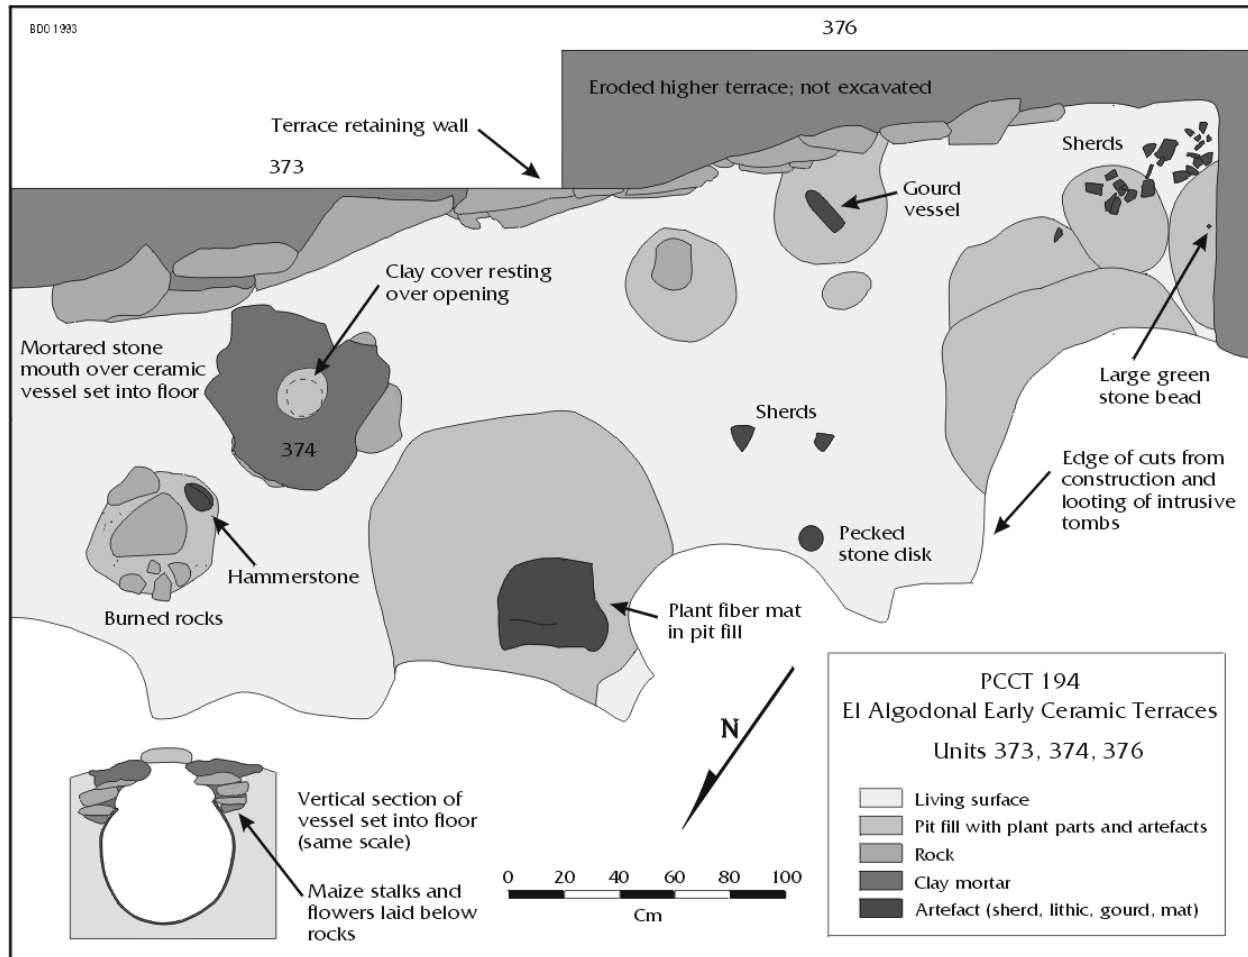 BDO 1993
376
Eroded higher terrace; not excavated
Terrace retaining wall
373
Sherds
Gourd
vessel
Clay cover resting
over opening
Mortared stone
mouth over ceramic
vessel set into floor
374
Large green
stone bead
Sherds
Edge of cuts from
construction and
looting of intrusive
tombs
Pecked
stone disk
Hammerstone
Burned rocks
Plant fiber mat
in pit fill
N
PCCT 194
El Algodonal Early Ceramic Terraces
Units 373, 374, 376
Living surface
Pit fill with plant parts and artefacts
Rock
Clay mortar
Artefact (sherd, lithic, gourd, mat)
Vertical section of
vessel set into floor
(same scale)
Maize stalks and
flowers laid below
rocks
0 20 40 60 80 100
Cm